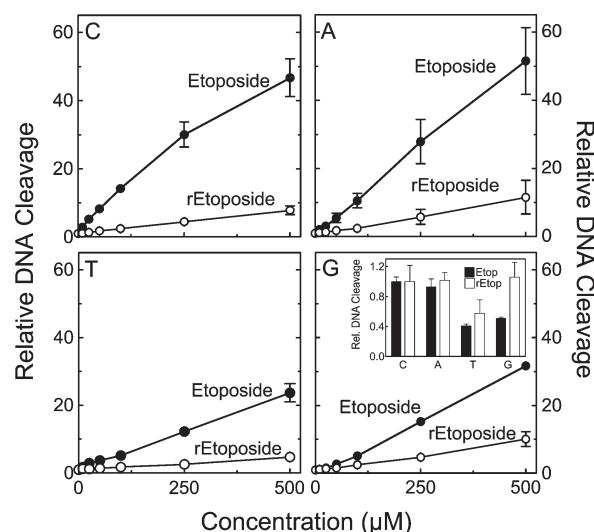 Relative DNA Cleavage
Relative DNA Cleavage
C
60
40
20
0
Etoposide
rEtoposide
A
60
40
20
0
Etoposide
rEtoposide
T
60
40
20
0
Etoposide
rEtoposide
0 250 500
G
60
40
20
0
Rel. DNA Cleavage
1.2
0.8
0.4
0.0
Etop
rEtop
C A T G
Etoposide
rEtoposide
0 250 500
Concentration (μM)